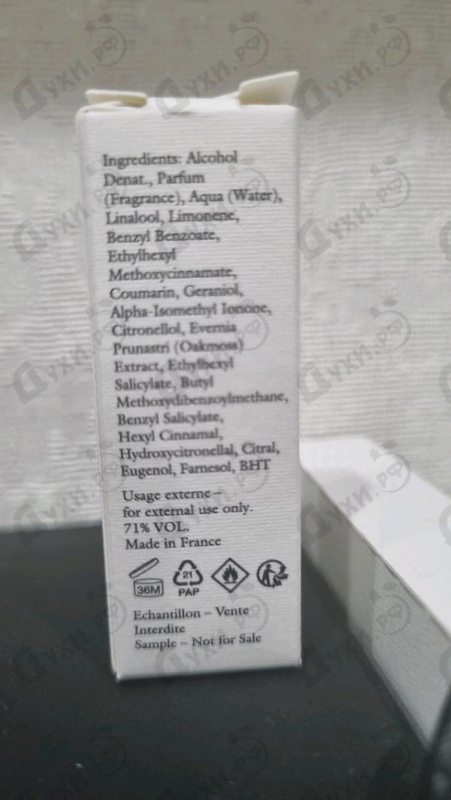 Ingredients: Alcohol
Denat., Parfum
(Fragrance), Aqua (Water),
Linalool, Limonene,
Benzyl Benzoate,
Ethylhexyl
Methoxycinnamate,
Coumarin, Geraniol,
Alpha-Isomethyl Ionone,
Citronellol, Evernia
Prunastri (Oakmoss)
Extract, Ethylhexyl
Salicylate, Butyl
Methoxydibenzoylmethane,
Benzyl Salicylate,
Hexyl Cinnamal,
Hydroxycitronellal, Citral,
Eugenol, Farnesol, BHT
Usage externe –
for external use only.
71% VOL.
Made in France
36M
21
PAP
Echantillon – Vente
Interdite
Sample – Not for Sale
Духи.рф